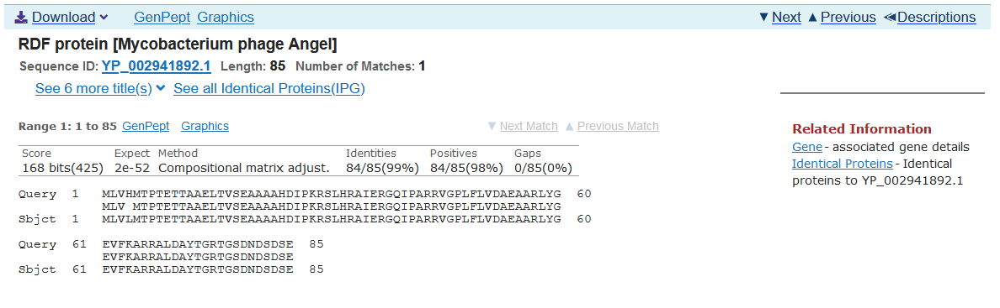 Download GenPept Graphics Next Previous Descriptions
RDF protein [Mycobacterium phage Angel]
Sequence ID: YP_002941892.1 Length: 85 Number of Matches: 1
See 6 more title(s) See all Identical Proteins(IPG)
Range 1: 1 to 85 GenPept Graphics Next Match Previous Match
Score Expect Method Identities Positives Gaps
168 bits(425) 2e-52 Compositional matrix adjust. 84/85(99%) 84/85(98%) 0/85(0%)
Query 1 MLVHMTPTETTAAELTVSEAAAAHDIPKRSLHRAIERGQIPARRVGPLFLVDAEAARLYG 60
MLV MTPTETTAAELTVSEAAAAHDIPKRSLHRAIERGQIPARRVGPLFLVDAEAARLYG
Sbjct 1 MLVLMTPTETTAAELTVSEAAAAHDIPKRSLHRAIERGQIPARRVGPLFLVDAEAARLYG 60
Query 61 EVFKARRALDAYTGRTGSDNDSDSE 85
EVFKARRALDAYTGRTGSDNDSDSE
Sbjct 61 EVFKARRALDAYTGRTGSDNDSDSE 85
Related Information
Gene - associated gene details
Identical Proteins - Identical
proteins to YP_002941892.1